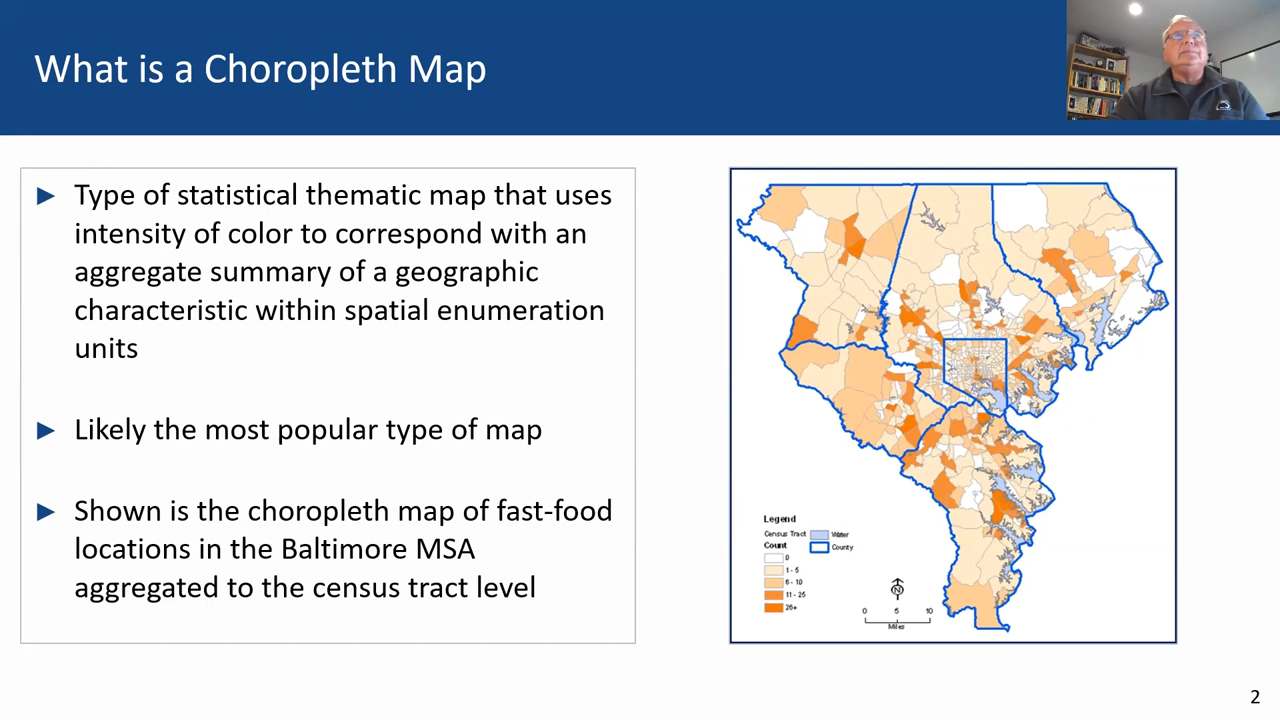 What is a Choropleth Map
► Type of statistical thematic map that uses
intensity of color to correspond with an
aggregate summary of a geographic
characteristic within spatial enumeration
units
► Likely the most popular type of map
► Shown is the choropleth map of fast-food
locations in the Baltimore MSA
aggregated to the census tract level
Legend
Census Tract
Water
Count
County
0
1 - 5
6 - 10
11 - 25
26+
N
0 5 10
Miles
2